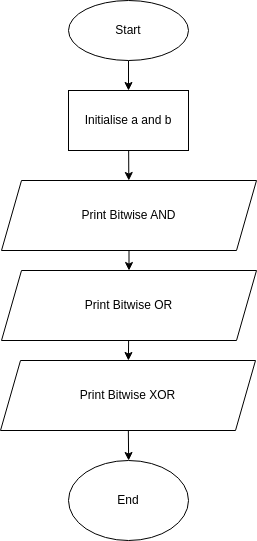 Start
Initialise a and b
Print Bitwise AND
Print Bitwise OR
Print Bitwise XOR
End